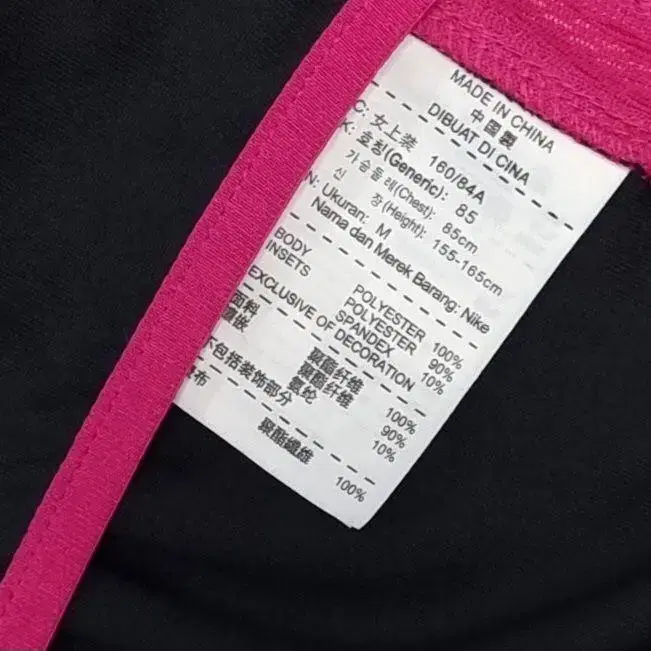 MADE IN CHINA
中国製
DIBUAT DI CINA
C: 女上装 160/84A
K: 호칭(Generic): 85
가슴둘레(Chest): 85cm
신 장(Height): 155-165cm
N: Ukuran: M
Nama dan Merek Barang: Nike
BODY POLYESTER 100%
INSETS POLYESTER 90%
SPANDEX 10%
EXCLUSIVE OF DECORATION
面料 聚酯纤维 100%
镶嵌 聚酯纤维 90%
氨纶 10%
不包括装饰部分
聚酯纖維 100%